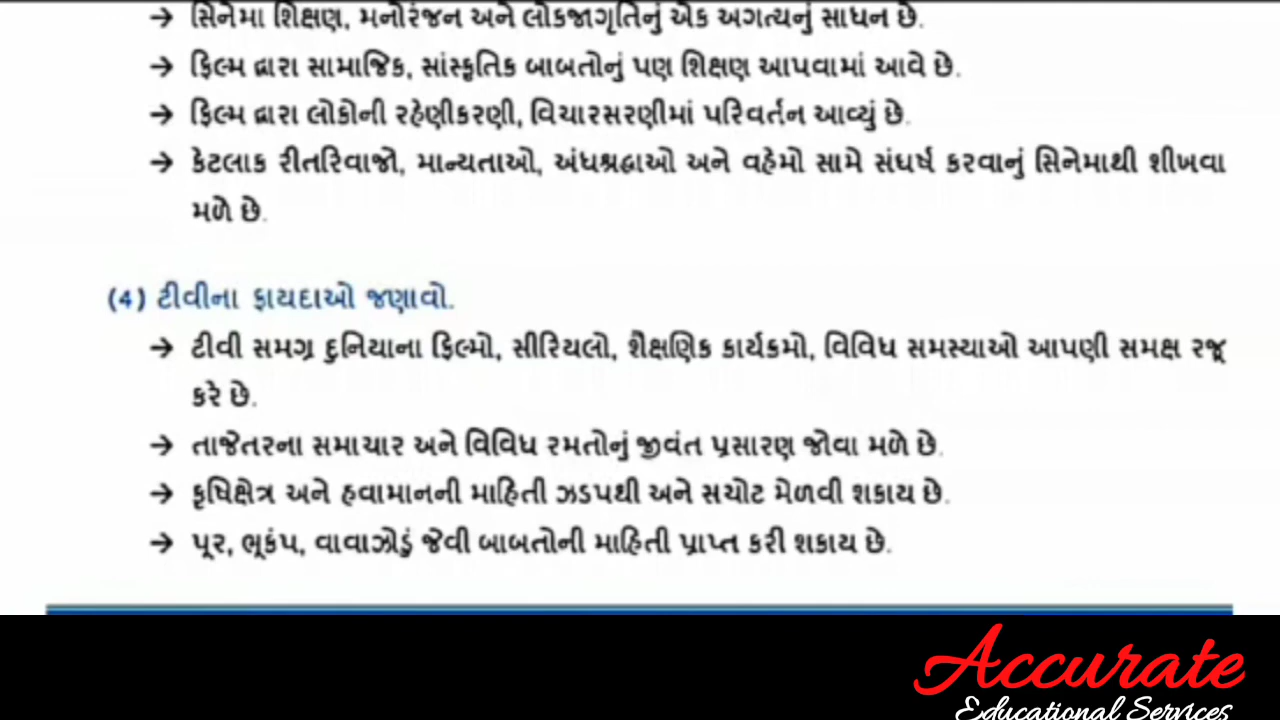 → સિનેમા શિક્ષણ, મનોરંજન અને લોકજાગૃતિનું એક અગત્યનું સાધન છે.
→ ફિલ્મ દ્વારા સામાજિક, સાંસ્કૃતિક બાબતોનું પણ શિક્ષણ આપવામાં આવે છે.
→ ફિલ્મ દ્વારા લોકોની રહેણીકરણી, વિચારસરણીમાં પરિવર્તન આવ્યું છે.
→ કેટલાક રીતરિવાજો, માન્યતાઓ, અંધશ્રદ્ધાઓ અને વહેમો સામે સંઘર્ષ કરવાનું સિનેમાથી શીખવા
મળે છે.
(4) ટીવીના ફાયદાઓ જણાવો.
→ ટીવી સમગ્ર દુનિયાના ફિલ્મો, સીરિયલો, શૈક્ષણિક કાર્યકમો, વિવિધ સમસ્યાઓ આપણી સમક્ષ રજૂ
કરે છે.
→ તાજેતરના સમાચાર અને વિવિધ રમતોનું જીવંત પ્રસારણ જોવા મળે છે.
→ કૃષિક્ષેત્ર અને હવામાનની માહિતી ઝડપથી અને સચોટ મેળવી શકાય છે.
→ પૂર, ભૂકંપ, વાવાઝોડું જેવી બાબતોની માહિતી પ્રાપ્ત કરી શકાય છે.
Accurate
Educational Services